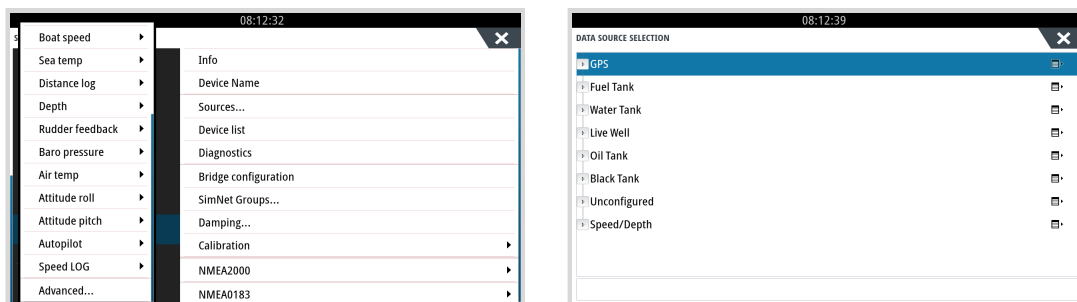 08:12:32
S
Boat speed
Sea temp
Distance log
Depth
Rudder feedback
Baro pressure
Air temp
Attitude roll
Attitude pitch
Autopilot
Speed LOG
Advanced...
Info
Device Name
Sources...
Device list
Diagnostics
Bridge configuration
SimNet Groups...
Damping...
Calibration
NMEA2000
NMEA0183
08:12:39
DATA SOURCE SELECTION
GPS
Fuel Tank
Water Tank
Live Well
Oil Tank
Black Tank
Unconfigured
Speed/Depth